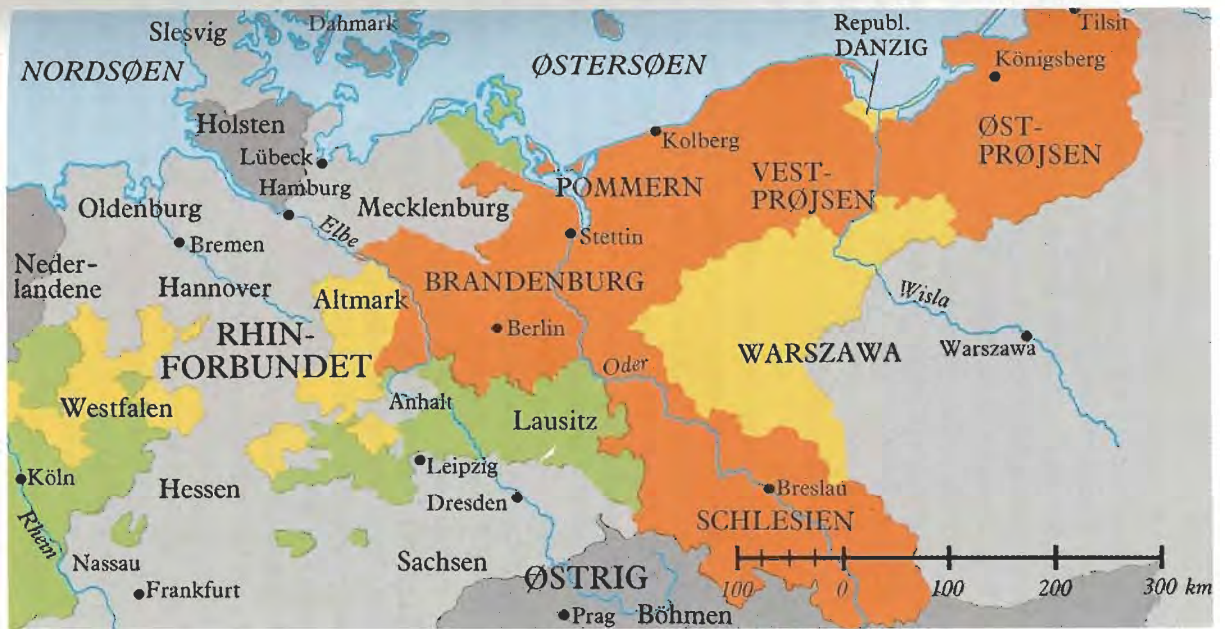 Slesvig
Dahmark
NORDSØEN
ØSTERSØEN
Republ.
DANZIG
Tilsit
Königsberg
Holsten
Lübeck
Hamburg
Kolberg
ØST-
PRØJSEN
VEST-
PRØJSEN
POMMERN
Oldenburg
Mecklenburg
Bremen
Elbe
Stettin
Neder-
landene
Hannover
Altmark
BRANDENBURG
Berlin
Wisla
RHIN-
FORBUNDET
WARSZAWA
Warszawa
Oder
Westfalen
Anhalt
Lausitz
Köln
Hessen
Leipzig
Dresden
Breslau
SCHLESIEN
Rhein
Nassau
Sachsen
ØSTRIG
Frankfurt
Prag
Böhmen
100 0 100 200 300 km